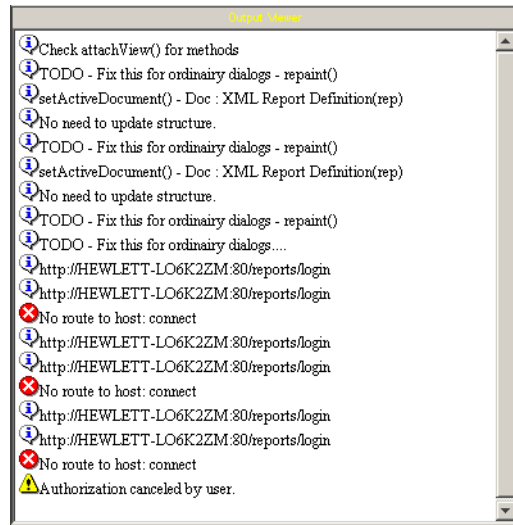 Output Viewer
Check attachView() for methods
TODO - Fix this for ordinairy dialogs - repaint()
setActiveDocument() - Doc : XML Report Definition(rep)
No need to update structure.
TODO - Fix this for ordinairy dialogs - repaint()
setActiveDocument() - Doc : XML Report Definition(rep)
No need to update structure.
TODO - Fix this for ordinairy dialogs - repaint()
TODO - Fix this for ordinairy dialogs....
http://HEWLETT-LO6K2ZM:80/reports/login
http://HEWLETT-LO6K2ZM:80/reports/login
No route to host: connect
http://HEWLETT-LO6K2ZM:80/reports/login
http://HEWLETT-LO6K2ZM:80/reports/login
No route to host: connect
http://HEWLETT-LO6K2ZM:80/reports/login
http://HEWLETT-LO6K2ZM:80/reports/login
No route to host: connect
Authorization canceled by user.